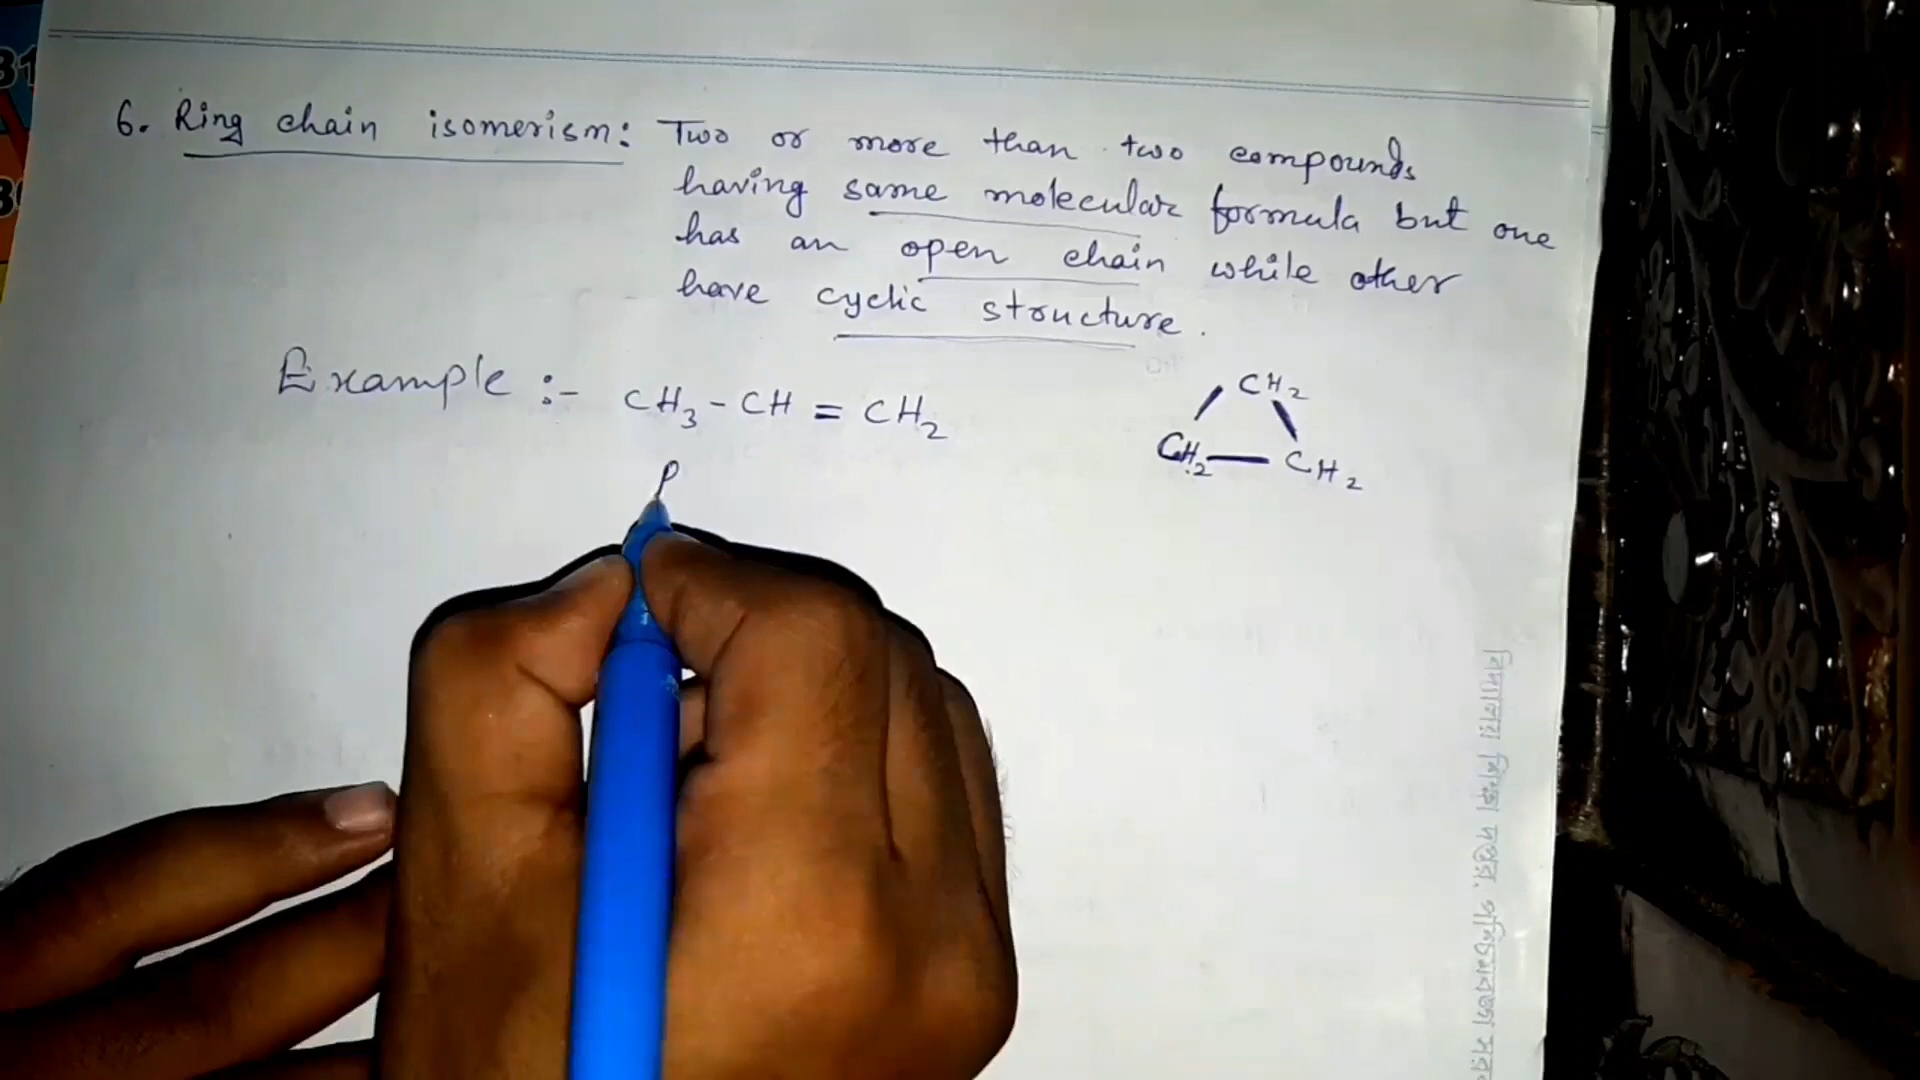 6. Ring chain isomerism: Two or more than two compounds
having same molecular formula but one
has an open chain while other
have cyclic structure.
Example :- CH3 - CH = CH2
CH2
CH2 — CH2
P